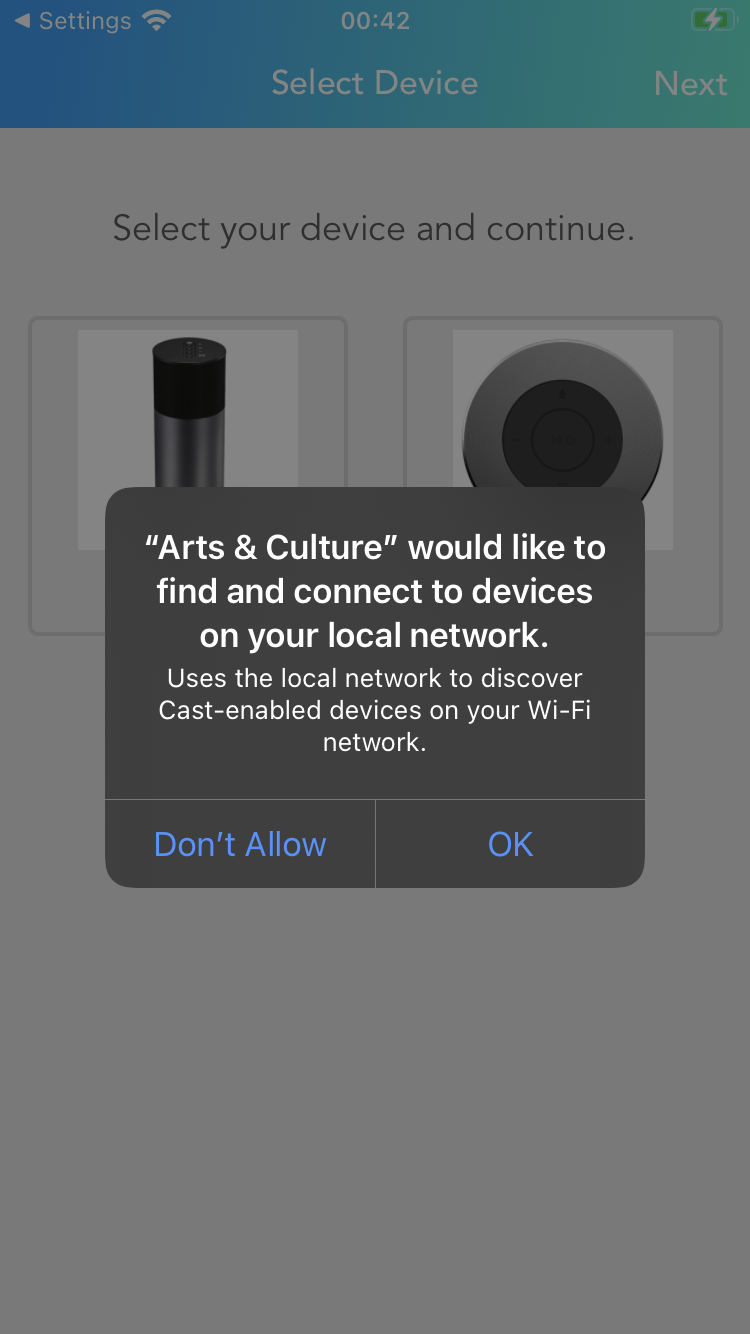 Settings
00:42
Select Device
Next
Select your device and continue.
“Arts & Culture” would like to
find and connect to devices
on your local network.
Uses the local network to discover
Cast-enabled devices on your Wi-Fi
network.
Don’t Allow
OK